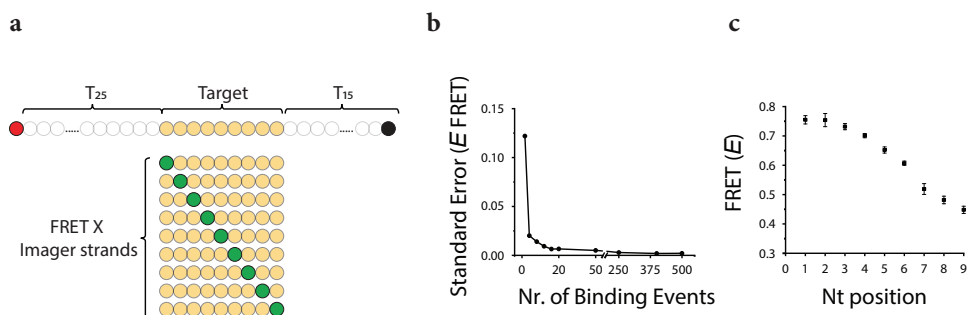 a
b
c
T25
Target
T15
.....
.....
FRET X
Imager strands
Standard Error (E FRET)
0.15
0.10
0.05
0.00
0
20
50
250
375
500
Nr. of Binding Events
FRET (E)
0.8
0.7
0.6
0.5
0.4
0.3
0
1
2
3
4
5
6
7
8
9
Nt position